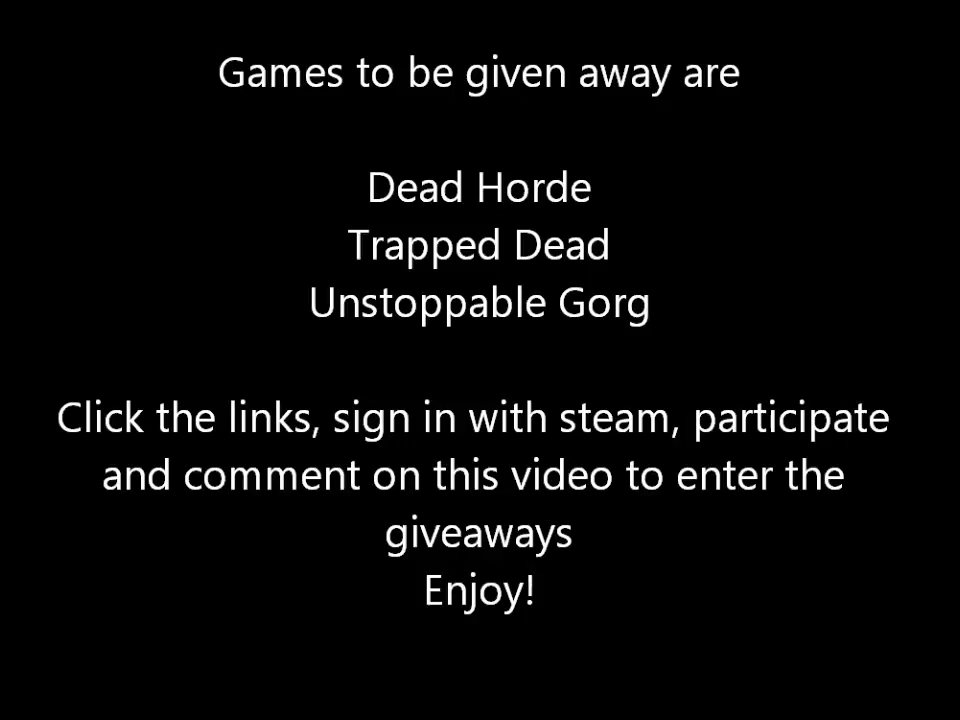 Games to be given away are
Dead Horde
Trapped Dead
Unstoppable Gorg
Click the links, sign in with steam, participate
and comment on this video to enter the
giveaways
Enjoy!